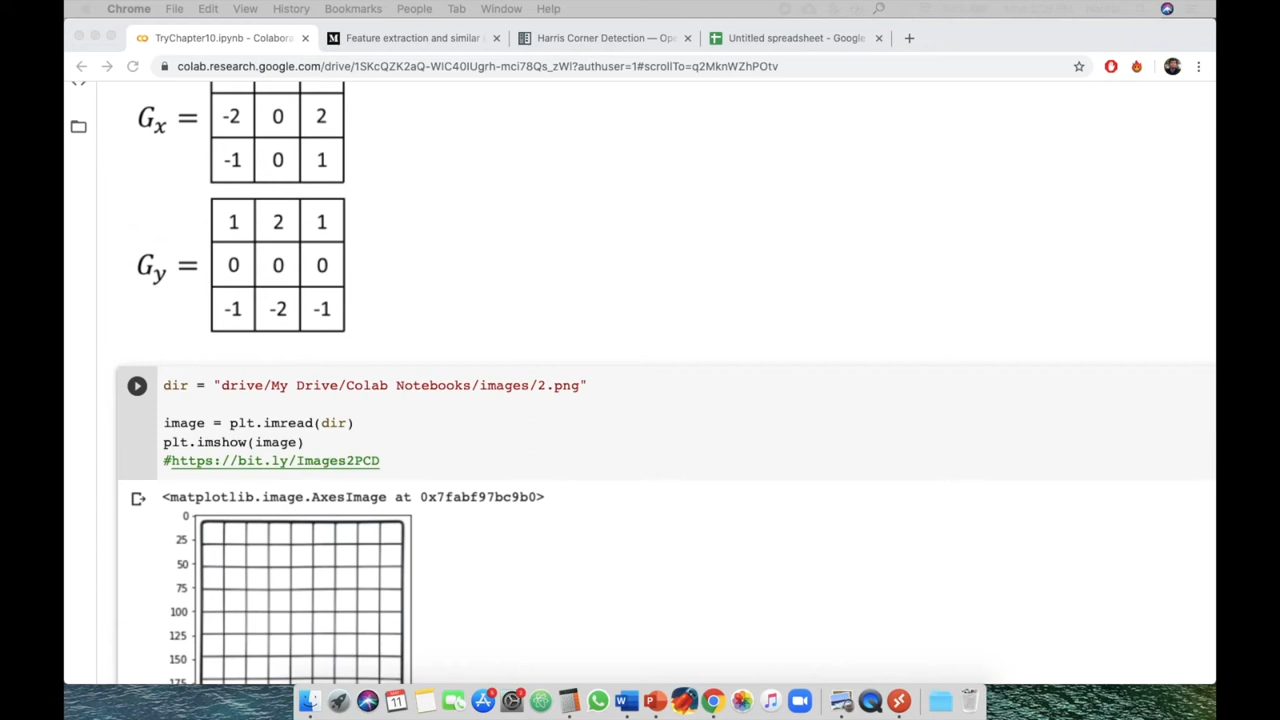 Chrome File Edit View History Bookmarks People Tab Window Help
TryChapter10.ipynb - Colabora
Feature extraction and similar
Harris Corner Detection — Ope
Untitled spreadsheet - Google
colab.research.google.com/drive/1SKcQZK2aQ-WIC40IUgrh-mci78Qs_zWl?authuser=1#scrollTo=q2MknWZhPOtv
Gx =
-2 0 2
-1 0 1
Gy =
1 2 1
0 0 0
-1 -2 -1
dir = "drive/My Drive/Colab Notebooks/images/2.png"
image = plt.imread(dir)
plt.imshow(image)
#https://bit.ly/Images2PCD
<matplotlib.image.AxesImage at 0x7fabf97bc9b0>
0
25
50
75
100
125
150
175
11